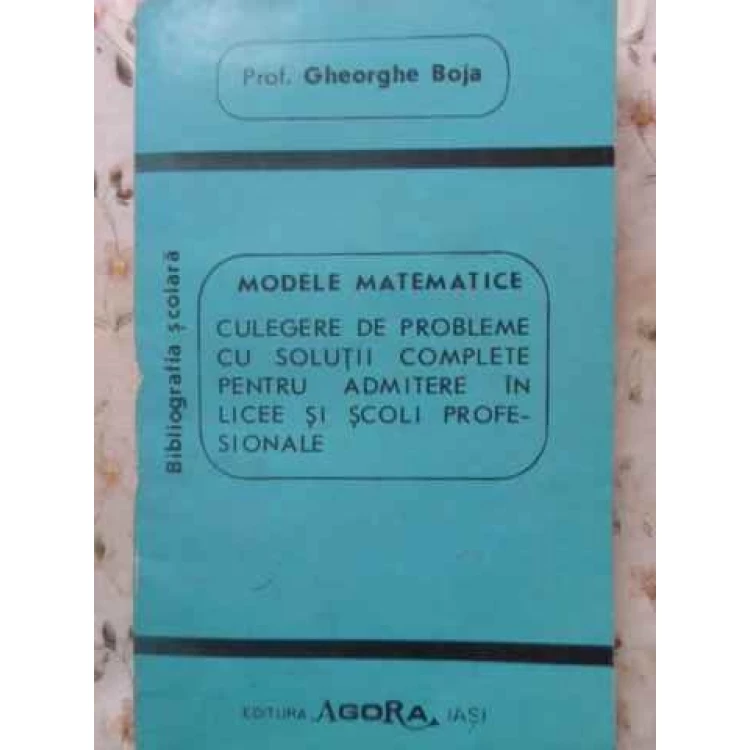 Prof. Gheorghe Boja
Bibliografia școlară
MODELE MATEMATICE
CULEGERE DE PROBLEME
CU SOLUȚII COMPLETE
PENTRU ADMITERE ÎN
LICEE ȘI ȘCOLI PROFE-
SIONALE
EDITURA AGORA IAȘI